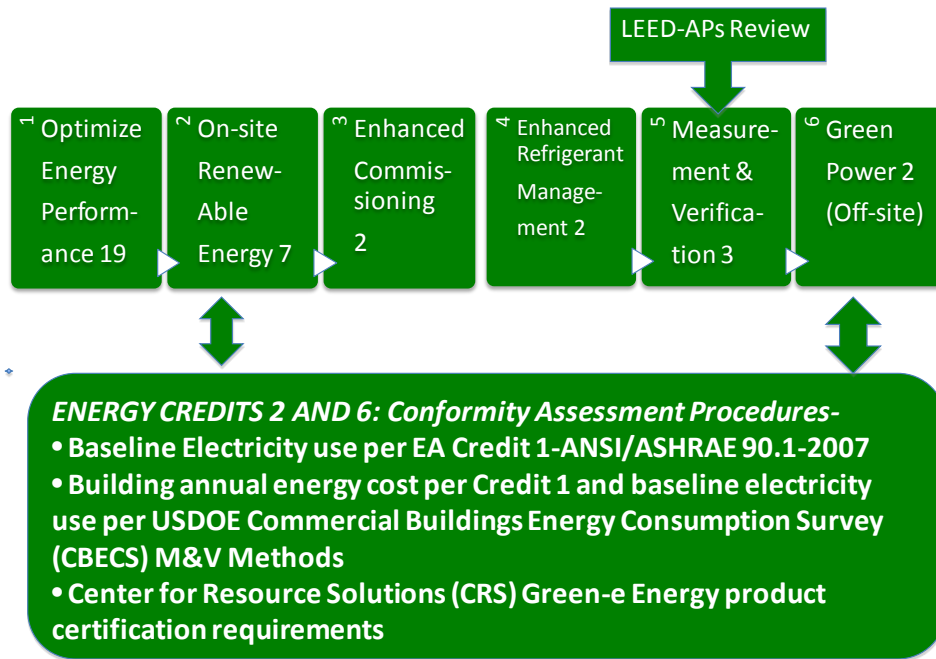 LEED-APs Review
1 Optimize
Energy
Perform-
ance 19
2 On-site
Renew-
Able
Energy 7
3 Enhanced
Commis-
sioning
2
4 Enhanced
Refrigerant
Manage-
ment 2
5 Measure-
ment &
Verifica-
tion 3
6 Green
Power 2
(Off-site)
ENERGY CREDITS 2 AND 6: Conformity Assessment Procedures-
• Baseline Electricity use per EA Credit 1-ANSI/ASHRAE 90.1-2007
• Building annual energy cost per Credit 1 and baseline electricity
use per USDOE Commercial Buildings Energy Consumption Survey
(CBECS) M&V Methods
• Center for Resource Solutions (CRS) Green-e Energy product
certification requirements